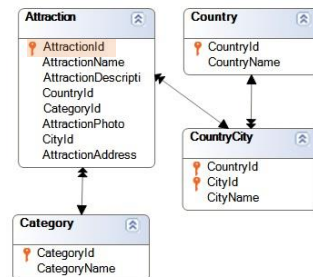 Attraction
AttractionId
AttractionName
AttractionDescripti
CountryId
CategoryId
AttractionPhoto
CityId
AttractionAddress
Country
CountryId
CountryName
CountryCity
CountryId
CityId
CityName
Category
CategoryId
CategoryName